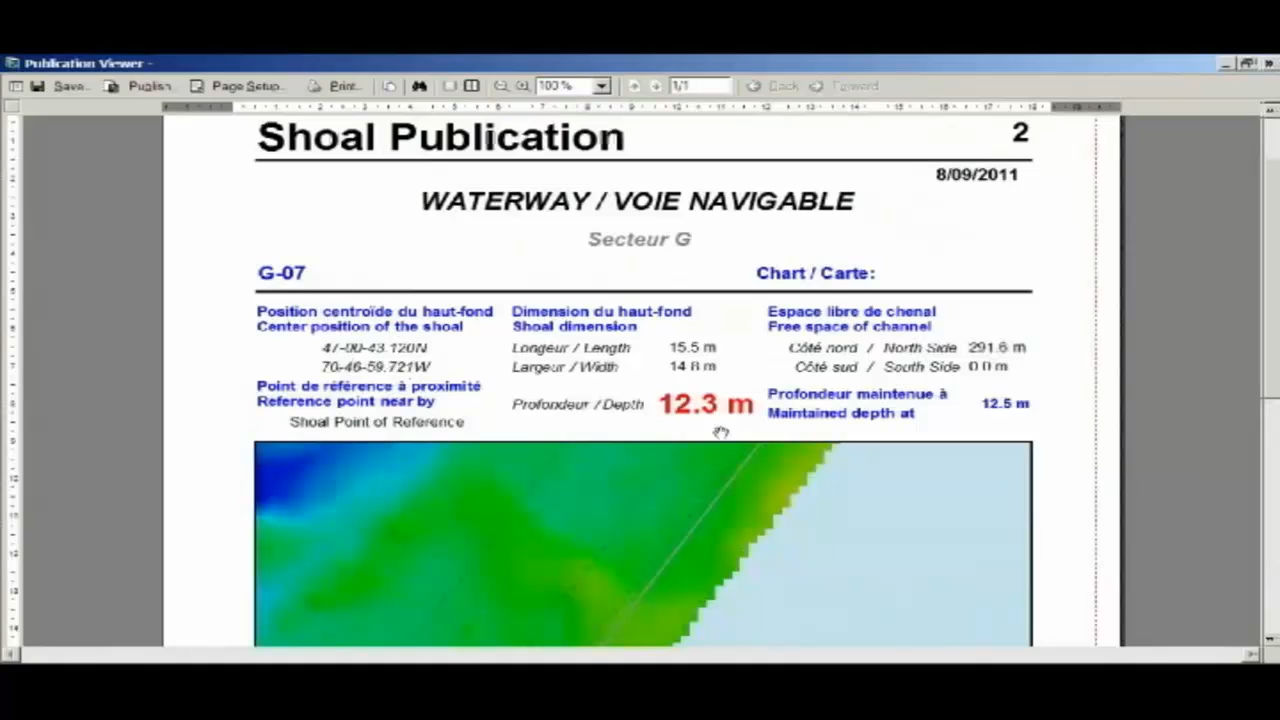 Publication Viewer -
Save.. Publish.. Page Setup.. Print.. 100% 1/1 Back Forward
Shoal Publication 2
8/09/2011
WATERWAY / VOIE NAVIGABLE
Secteur G
G-07 Chart / Carte:
Position centroïde du haut-fond Dimension du haut-fond Espace libre de chenal
Center position of the shoal Shoal dimension Free space of channel
47-00-43.120N Longeur / Length 15.5 m Côté nord / North Side 291.6 m
70-46-59.721W Largeur / Width 14.8 m Côté sud / South Side 0.0 m
Point de référence à proximité
Reference point near by
Shoal Point of Reference
Profondeur / Depth 12.3 m
Profondeur maintenue à
Maintained depth at 12.5 m